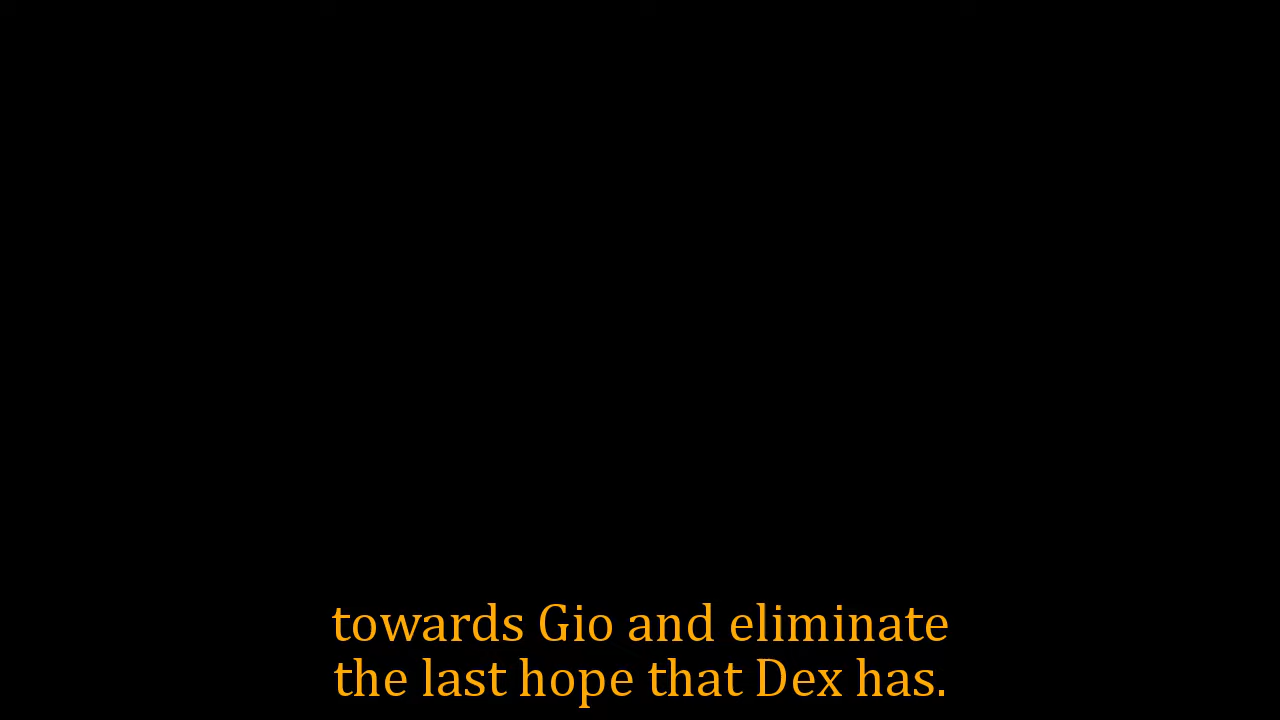 towards Gio and eliminate
the last hope that Dex has.